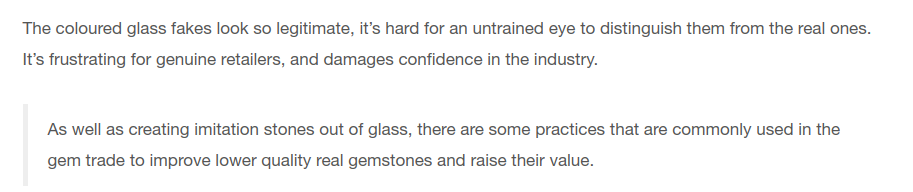 The coloured glass fakes look so legitimate, it's hard for an untrained eye to distinguish them from the real ones.
It's frustrating for genuine retailers, and damages confidence in the industry.
As well as creating imitation stones out of glass, there are some practices that are commonly used in the
gem trade to improve lower quality real gemstones and raise their value.